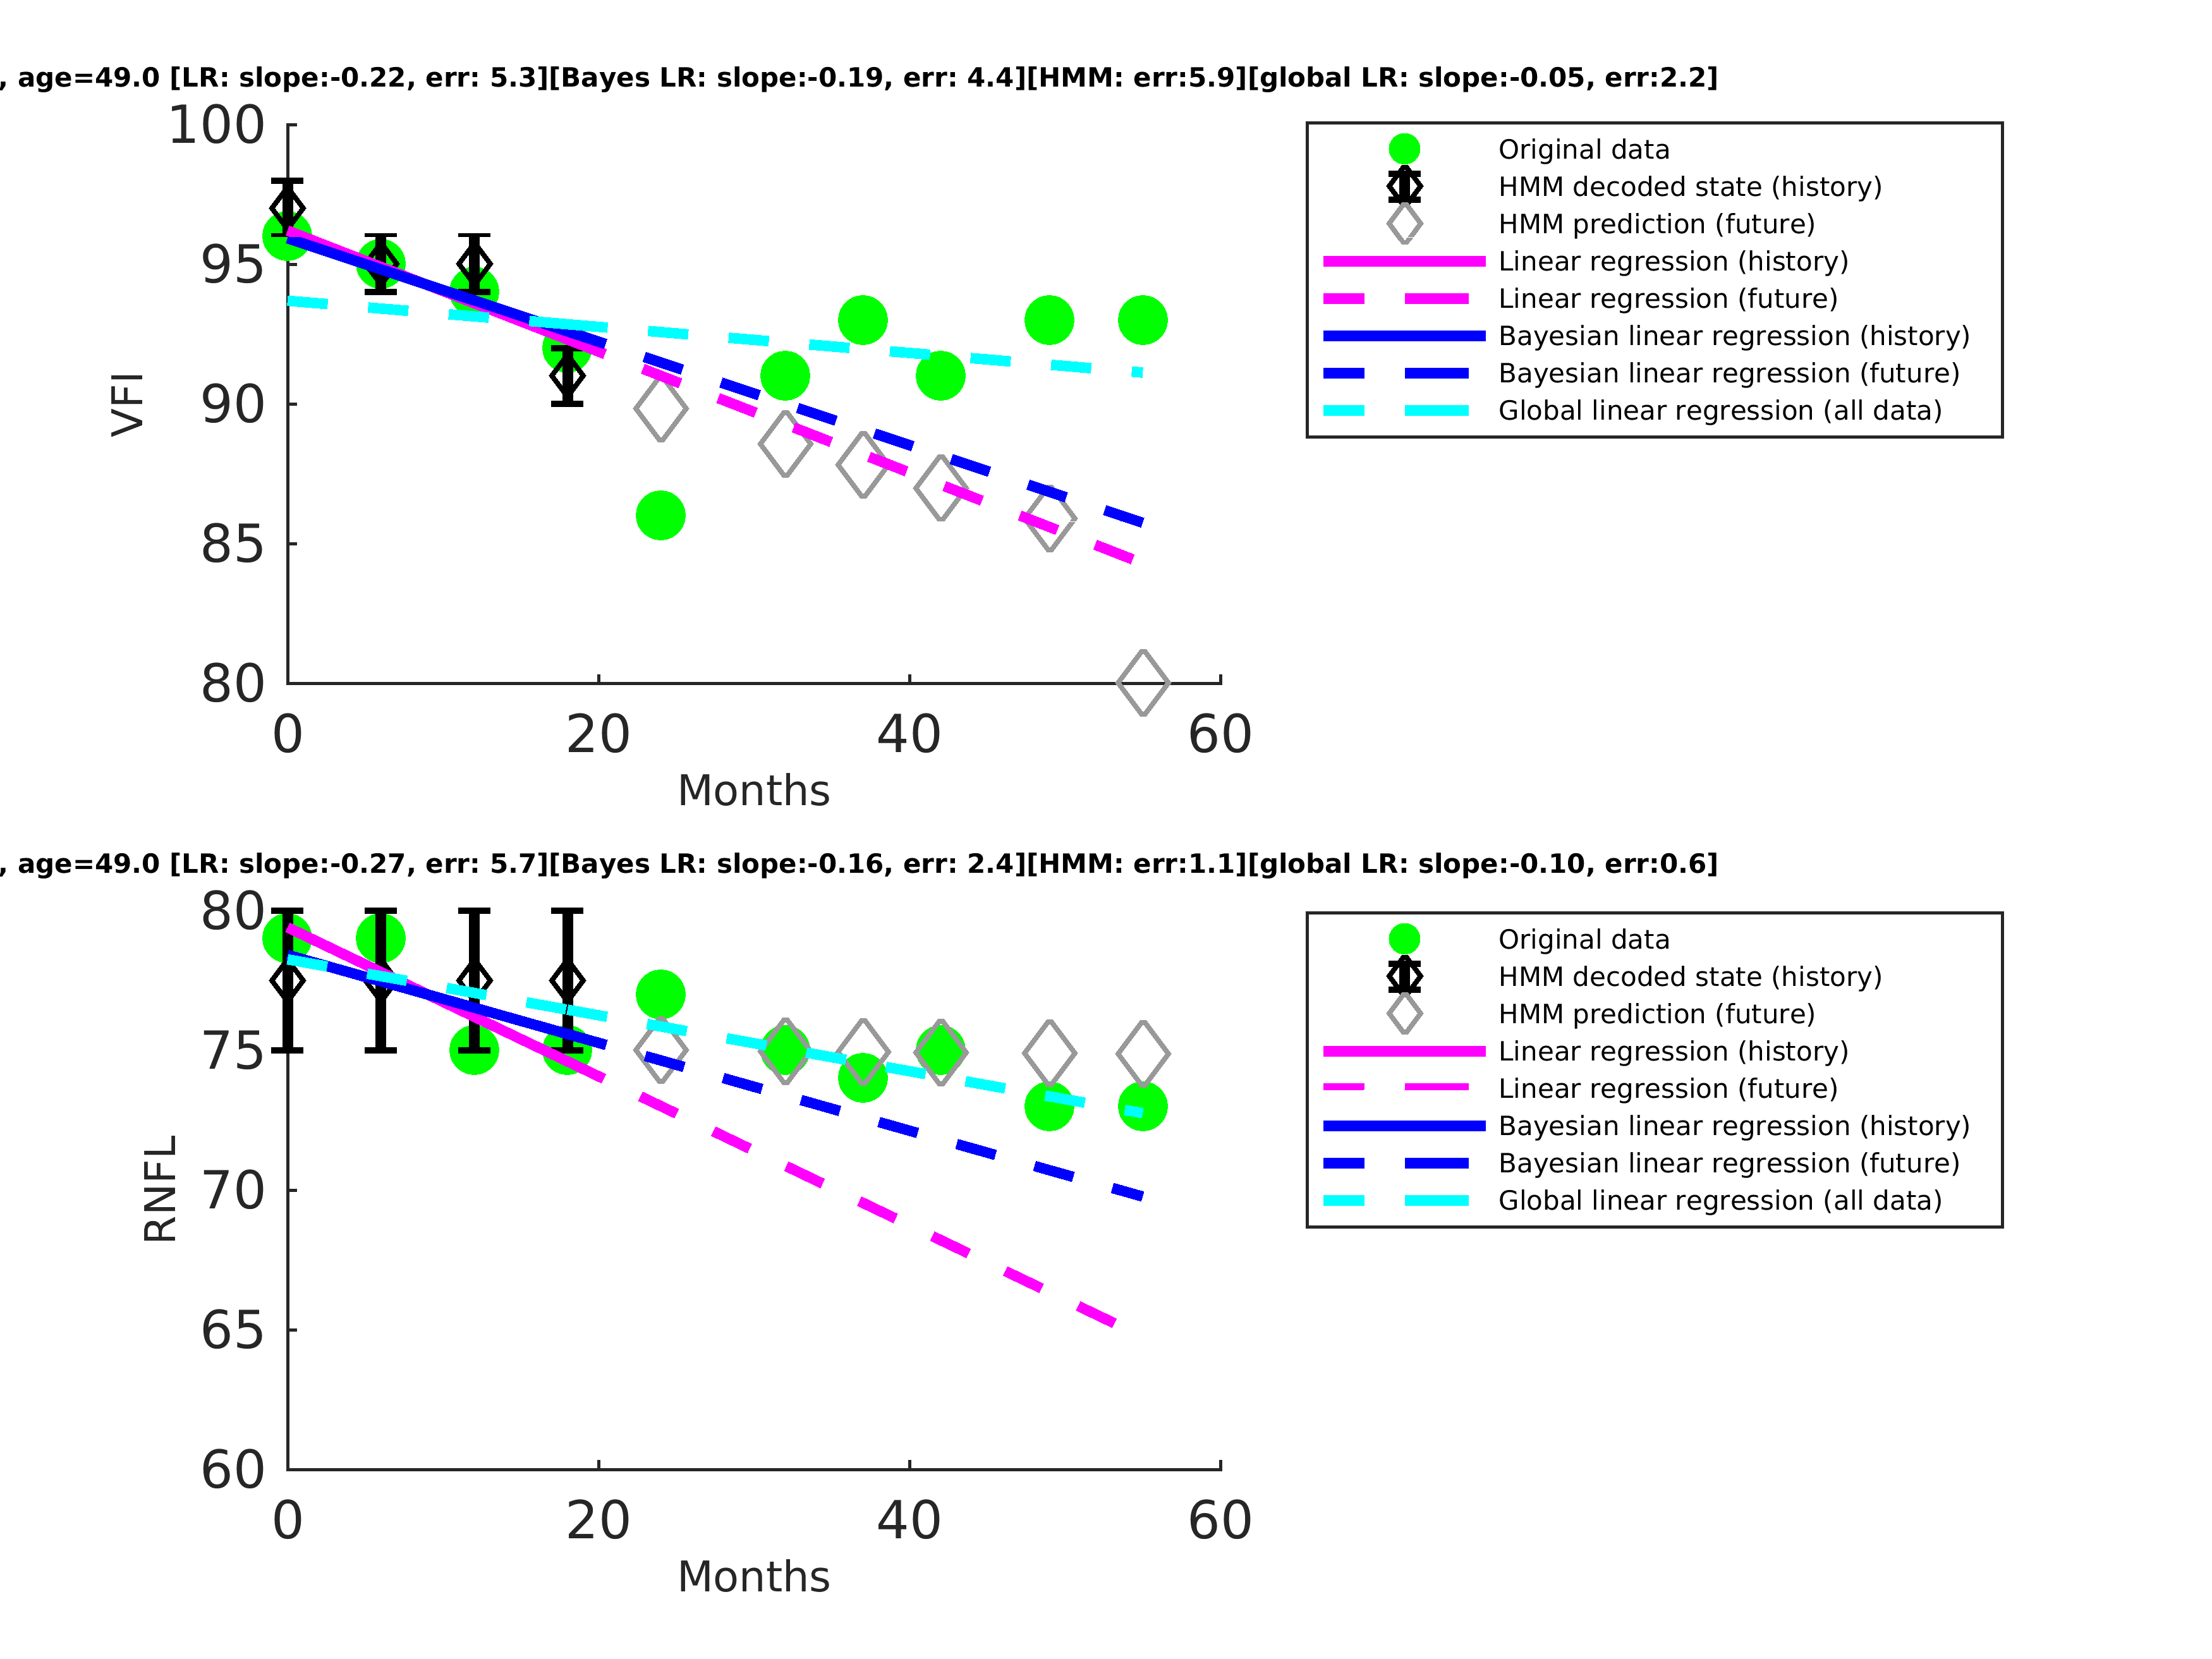 , age=49.0 [LR: slope:-0.22, err: 5.3][Bayes LR: slope:-0.19, err: 4.4][HMM: err:5.9][global LR: slope:-0.05, err:2.2]
100
95
90
85
80
VFI
0 20 40 60
Months
Original data
HMM decoded state (history)
HMM prediction (future)
Linear regression (history)
Linear regression (future)
Bayesian linear regression (history)
Bayesian linear regression (future)
Global linear regression (all data)
, age=49.0 [LR: slope:-0.27, err: 5.7][Bayes LR: slope:-0.16, err: 2.4][HMM: err:1.1][global LR: slope:-0.10, err:0.6]
80
75
70
65
60
RNFL
0 20 40 60
Months
Original data
HMM decoded state (history)
HMM prediction (future)
Linear regression (history)
Linear regression (future)
Bayesian linear regression (history)
Bayesian linear regression (future)
Global linear regression (all data)